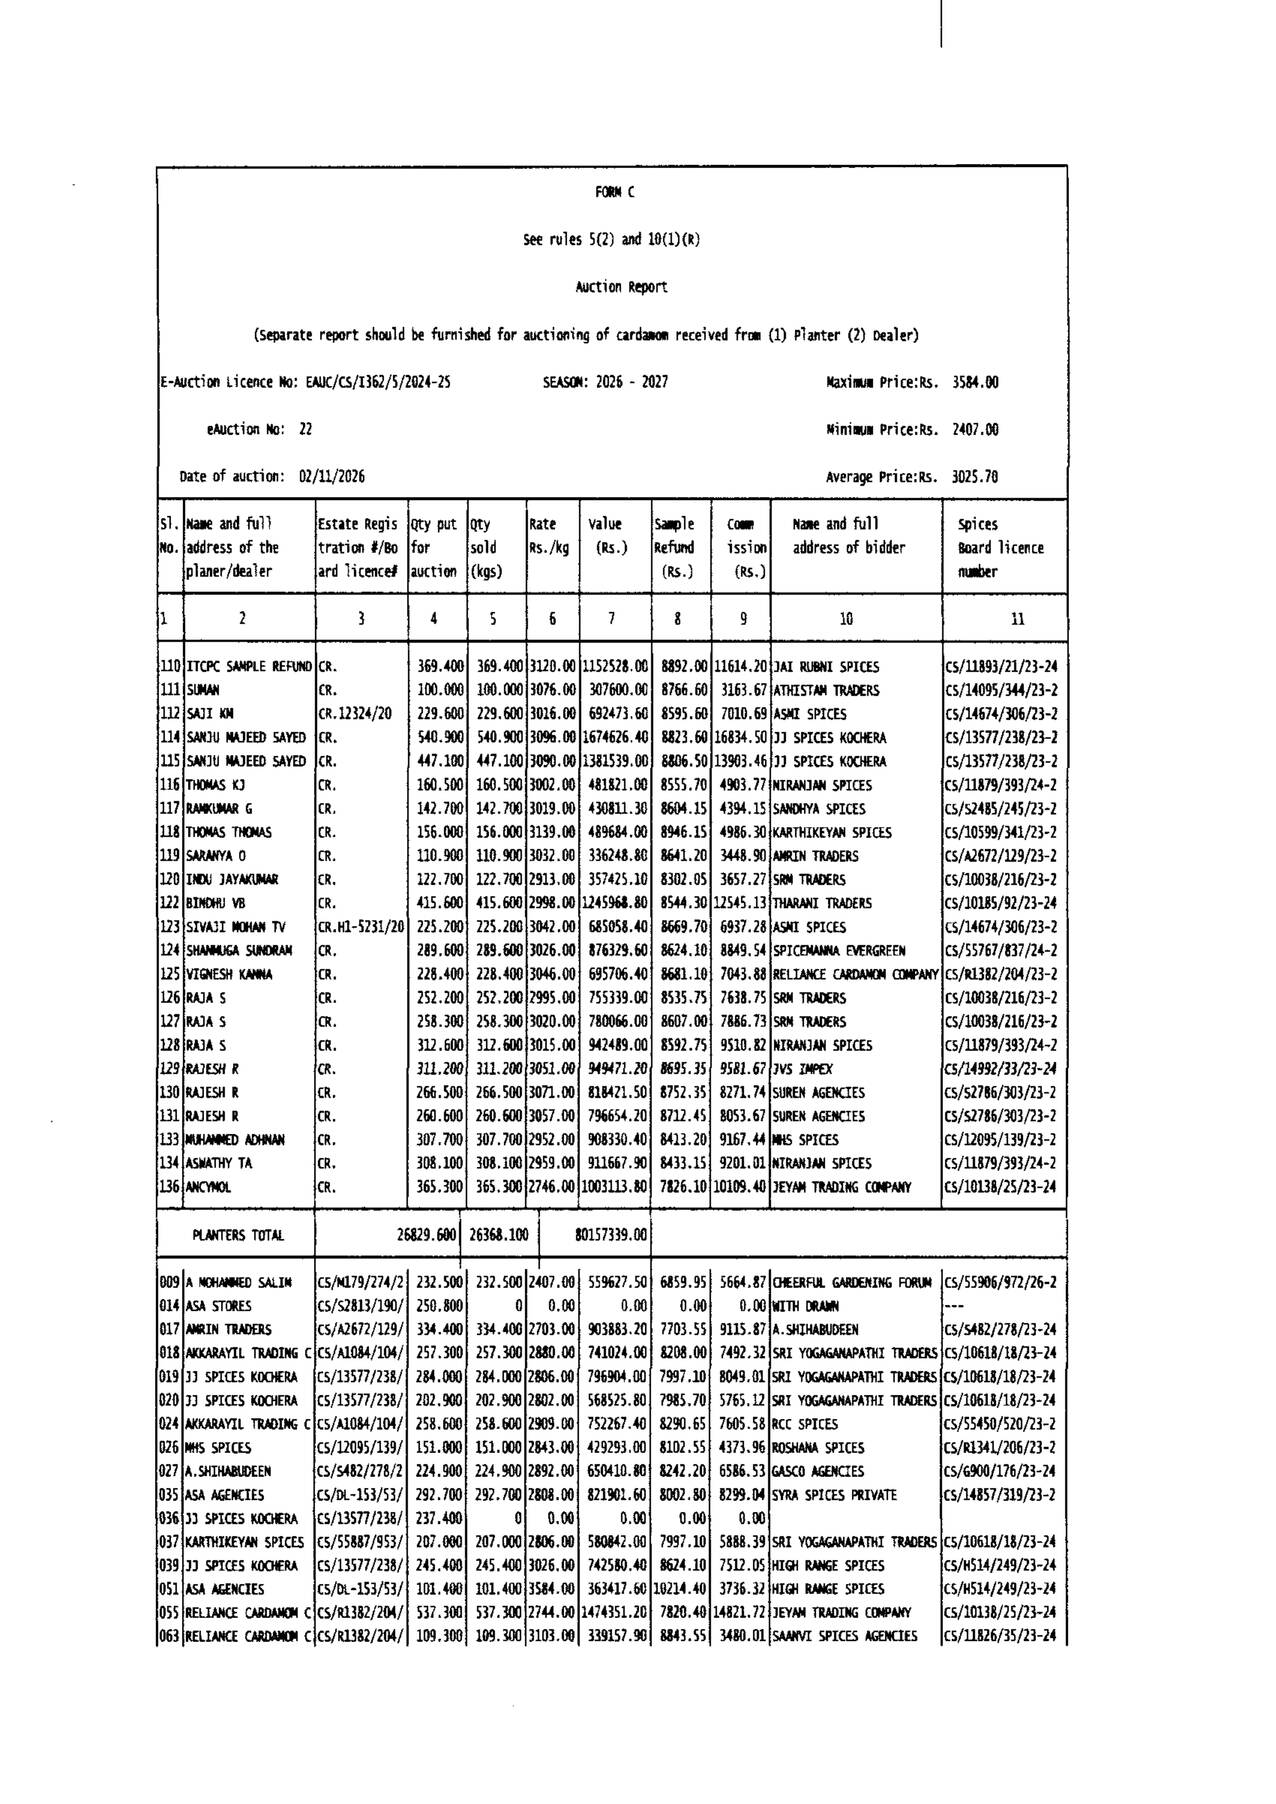 FORM C
See rules 5(2) and 10(1)(R)
Auction Report
(Separate report should be furnished for auctioning of cardamom received from (1) Planter (2) Dealer)
E-Auction Licence No: EAUC/CS/I362/5/2024-25 SEASON: 2026 - 2027 Maximum Price:Rs. 3584.00
eAuction No: 22 Minimum Price:Rs. 2407.00
Date of auction: 02/11/2026 Average Price:Rs. 3025.70
Sl. Name and full Estate Regis Qty put Qty Rate Value Sample Comm Name and full Spices
No. address of the tration #/Bo for sold Rs./kg (Rs.) Refund ission address of bidder Board licence
planer/dealer ard licence# auction (kgs) (Rs.) (Rs.) number
1 2 3 4 5 6 7 8 9 10 11
110 ITCPC SAMPLE REFUND CR. 369.400 369.400 3120.00 1152528.00 8892.00 11614.20 JAI RUBNI SPICES CS/11893/21/23-24
111 SUMAN CR. 100.000 100.000 3076.00 307600.00 8766.60 3163.67 ATHISTAM TRADERS CS/14095/344/23-2
112 SAJI KM CR.12324/20 229.600 229.600 3016.00 692473.60 8595.60 7010.69 ASMI SPICES CS/14674/306/23-2
114 SANJU MAJEED SAYED CR. 540.900 540.900 3096.00 1674626.40 8823.60 16834.50 JJ SPICES KOCHERA CS/13577/238/23-2
115 SANJU MAJEED SAYED CR. 447.100 447.100 3090.00 1381539.00 8806.50 13903.46 JJ SPICES KOCHERA CS/13577/238/23-2
116 THOMAS KJ CR. 160.500 160.500 3002.00 481821.00 8555.70 4903.77 NIRANJAN SPICES CS/11879/393/24-2
117 RAMKUMAR G CR. 142.700 142.700 3019.00 430811.30 8604.15 4394.15 SANDHYA SPICES CS/S2485/245/23-2
118 THOMAS THOMAS CR. 156.000 156.000 3139.00 489684.00 8946.15 4986.30 KARTHIKEYAN SPICES CS/10599/341/23-2
119 SARANYA O CR. 110.900 110.900 3032.00 336248.80 8641.20 3448.90 AMRIN TRADERS CS/A2672/129/23-2
120 INDU JAYAKUMAR CR. 122.700 122.700 2913.00 357425.10 8302.05 3657.27 SRM TRADERS CS/10038/216/23-2
122 BINDHU VB CR. 415.600 415.600 2998.00 1245968.80 8544.30 12545.13 THARANI TRADERS CS/10185/92/23-24
123 SIVAJI MOHAN TV CR.H1-5231/20 225.200 225.200 3042.00 685058.40 8669.70 6937.28 ASMI SPICES CS/14674/306/23-2
124 SHANMUGA SUNDRAM CR. 289.600 289.600 3026.00 876329.60 8624.10 8849.54 SPICEMANNA EVERGREEN CS/55767/837/24-2
125 VIGNESH KANNA CR. 228.400 228.400 3046.00 695706.40 8681.10 7043.88 RELIANCE CARDAMOM COMPANY CS/R1382/204/23-2
126 RAJA S CR. 252.200 252.200 2995.00 755339.00 8535.75 7638.75 SRM TRADERS CS/10038/216/23-2
127 RAJA S CR. 258.300 258.300 3020.00 780066.00 8607.00 7886.73 SRM TRADERS CS/10038/216/23-2
128 RAJA S CR. 312.600 312.600 3015.00 942489.00 8592.75 9510.82 NIRANJAN SPICES CS/11879/393/24-2
129 RAJESH R CR. 311.200 311.200 3051.00 949471.20 8695.35 9581.67 JVS IMPEX CS/14992/33/23-24
130 RAJESH R CR. 266.500 266.500 3071.00 818421.50 8752.35 8271.74 SUREN AGENCIES CS/S2786/303/23-2
131 RAJESH R CR. 260.600 260.600 3057.00 796654.20 8712.45 8053.67 SUREN AGENCIES CS/S2786/303/23-2
133 MUHAMMED ADHNAN CR. 307.700 307.700 2952.00 908330.40 8413.20 9167.44 MHS SPICES CS/12095/139/23-2
134 ASWATHY TA CR. 308.100 308.100 2959.00 911667.90 8433.15 9201.01 NIRANJAN SPICES CS/11879/393/24-2
136 ANCYMOL CR. 365.300 365.300 2746.00 1003113.80 7826.10 10109.40 JEYAM TRADING COMPANY CS/10138/25/23-24
PLANTERS TOTAL 26829.600 26368.100 80157339.00
009 A MOHAMMED SALIM CS/M179/274/2 232.500 232.500 2407.00 559627.50 6859.95 5664.87 CHEERFUL GARDENING FORUM CS/55906/972/26-2
014 ASA STORES CS/S2813/190/ 250.800 0 0.00 0.00 0.00 0.00 WITH DRAWN ---
017 AMRIN TRADERS CS/A2672/129/ 334.400 334.400 2703.00 903883.20 7703.55 9115.87 A.SHIHABUDEEN CS/S482/278/23-24
018 AKKARAYIL TRADING C CS/A1084/104/ 257.300 257.300 2880.00 741024.00 8208.00 7492.32 SRI YOGAGANAPATHI TRADERS CS/10618/18/23-24
019 JJ SPICES KOCHERA CS/13577/238/ 284.000 284.000 2806.00 796904.00 7997.10 8049.01 SRI YOGAGANAPATHI TRADERS CS/10618/18/23-24
020 JJ SPICES KOCHERA CS/13577/238/ 202.900 202.900 2802.00 568525.80 7985.70 5765.12 SRI YOGAGANAPATHI TRADERS CS/10618/18/23-24
024 AKKARAYIL TRADING C CS/A1084/104/ 258.600 258.600 2909.00 752267.40 8290.65 7605.58 RCC SPICES CS/55450/520/23-2
026 MHS SPICES CS/12095/139/ 151.000 151.000 2843.00 429293.00 8102.55 4373.96 ROSHANA SPICES CS/R1341/206/23-2
027 A.SHIHABUDEEN CS/S482/278/2 224.900 224.900 2892.00 650410.80 8242.20 6586.53 GASCO AGENCIES CS/G900/176/23-24
035 ASA AGENCIES CS/DL-153/53/ 292.700 292.700 2808.00 821901.60 8002.80 8299.04 SYRA SPICES PRIVATE CS/14857/319/23-2
036 JJ SPICES KOCHERA CS/13577/238/ 237.400 0 0.00 0.00 0.00 0.00
037 KARTHIKEYAN SPICES CS/55887/953/ 207.000 207.000 2806.00 580842.00 7997.10 5888.39 SRI YOGAGANAPATHI TRADERS CS/10618/18/23-24
039 JJ SPICES KOCHERA CS/13577/238/ 245.400 245.400 3026.00 742580.40 8624.10 7512.05 HIGH RANGE SPICES CS/H514/249/23-24
051 ASA AGENCIES CS/DL-153/53/ 101.400 101.400 3584.00 363417.60 10214.40 3736.32 HIGH RANGE SPICES CS/H514/249/23-24
055 RELIANCE CARDAMOM C CS/R1382/204/ 537.300 537.300 2744.00 1474351.20 7820.40 14821.72 JEYAM TRADING COMPANY CS/10138/25/23-24
063 RELIANCE CARDAMOM C CS/R1382/204/ 109.300 109.300 3103.00 339157.90 8843.55 3480.01 SAANVI SPICES AGENCIES CS/11826/35/23-24